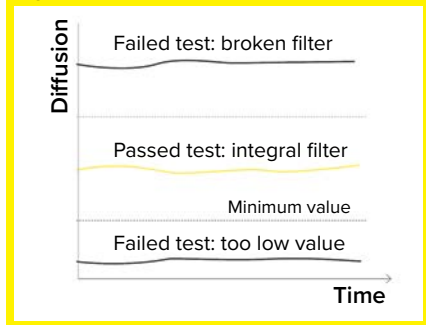 Diffusion
Failed test: broken filter
Passed test: integral filter
Minimum value
Failed test: too low value
Time